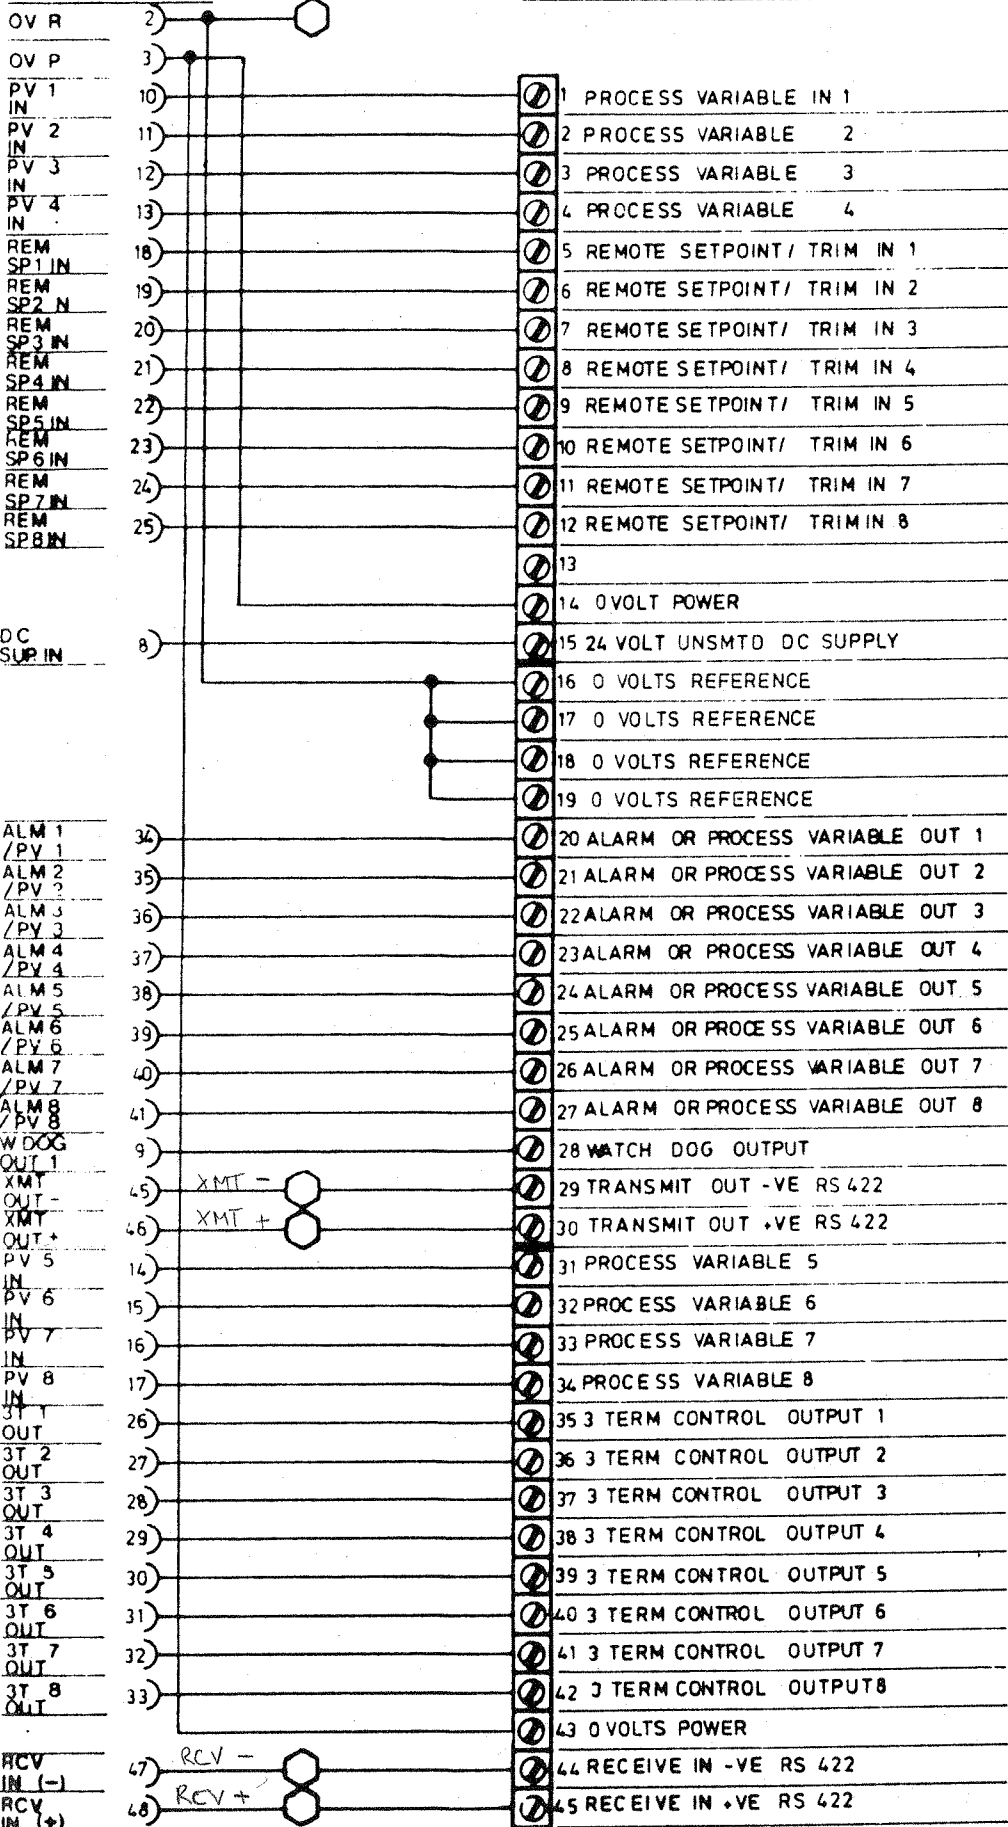 0V R 2
0V P 3
PV 1 10 1 PROCESS VARIABLE IN 1
IN
PV 2 11 2 PROCESS VARIABLE 2
IN
PV 3 12 3 PROCESS VARIABLE 3
IN
PV 4 13 4 PROCESS VARIABLE 4
IN
REM 18 5 REMOTE SETPOINT/ TRIM IN 1
SP1 IN
REM 19 6 REMOTE SETPOINT/ TRIM IN 2
SP2 N
REM 20 7 REMOTE SETPOINT/ TRIM IN 3
SP3 IN
REM 21 8 REMOTE SETPOINT/ TRIM IN 4
SP4 IN
REM 22 9 REMOTE SETPOINT/ TRIM IN 5
SP5 IN
REM 23 10 REMOTE SETPOINT/ TRIM IN 6
SP6 IN
REM 24 11 REMOTE SETPOINT/ TRIM IN 7
SP7 IN
REM 25 12 REMOTE SETPOINT/ TRIM IN 8
SP8 IN
13
14 0 VOLT POWER
DC 8 15 24 VOLT UNSMTD DC SUPPLY
SUP. IN
16 0 VOLTS REFERENCE
17 0 VOLTS REFERENCE
18 0 VOLTS REFERENCE
19 0 VOLTS REFERENCE
ALM 1 34 20 ALARM OR PROCESS VARIABLE OUT 1
/PV 1
ALM 2 35 21 ALARM OR PROCESS VARIABLE OUT 2
/PV 2
ALM 3 36 22 ALARM OR PROCESS VARIABLE OUT 3
/PV 3
ALM 4 37 23 ALARM OR PROCESS VARIABLE OUT 4
/PV 4
ALM 5 38 24 ALARM OR PROCESS VARIABLE OUT 5
/PV 5
ALM 6 39 25 ALARM OR PROCESS VARIABLE OUT 6
/PV 6
ALM 7 40 26 ALARM OR PROCESS VARIABLE OUT 7
/PV 7
ALM 8 41 27 ALARM OR PROCESS VARIABLE OUT 8
/PV 8
W DOG 9 28 WATCH DOG OUTPUT
OUT 1
XMT 45 XMT - 29 TRANSMIT OUT -VE RS 422
OUT -
XMT 46 XMT + 30 TRANSMIT OUT +VE RS 422
OUT +
PV 5 14 31 PROCESS VARIABLE 5
IN
PV 6 15 32 PROCESS VARIABLE 6
IN
PV 7 16 33 PROCESS VARIABLE 7
IN
PV 8 17 34 PROCESS VARIABLE 8
IN
3T 1 26 35 3 TERM CONTROL OUTPUT 1
OUT
3T 2 27 36 3 TERM CONTROL OUTPUT 2
OUT
3T 3 28 37 3 TERM CONTROL OUTPUT 3
OUT
3T 4 29 38 3 TERM CONTROL OUTPUT 4
OUT
3T 5 30 39 3 TERM CONTROL OUTPUT 5
OUT
3T 6 31 40 3 TERM CONTROL OUTPUT 6
OUT
3T 7 32 41 3 TERM CONTROL OUTPUT 7
OUT
3T 8 33 42 3 TERM CONTROL OUTPUT 8
OUT
43 0 VOLTS POWER
RCV 47 RCV - 44 RECEIVE IN -VE RS 422
IN (-)
RCV 48 RCV + 45 RECEIVE IN +VE RS 422
IN (+)